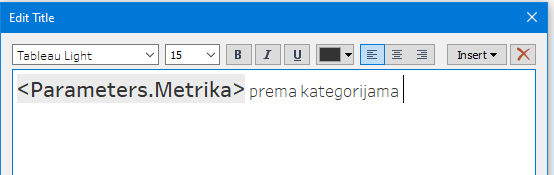 Edit Title
Tableau Light 15 B I U Insert
<Parameters.Metrika> prema kategorijama